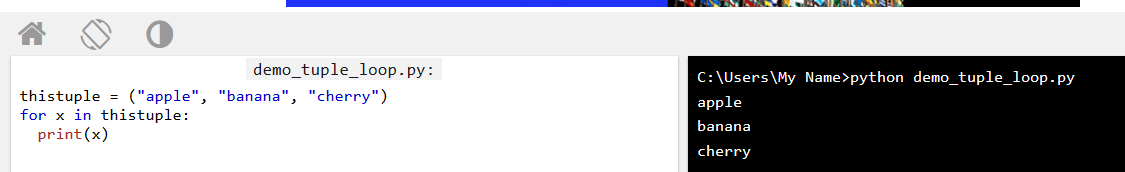 demo_tuple_loop.py:
thistuple = ("apple", "banana", "cherry")
for x in thistuple:
  print(x)
C:\Users\My Name>python demo_tuple_loop.py
apple
banana
cherry